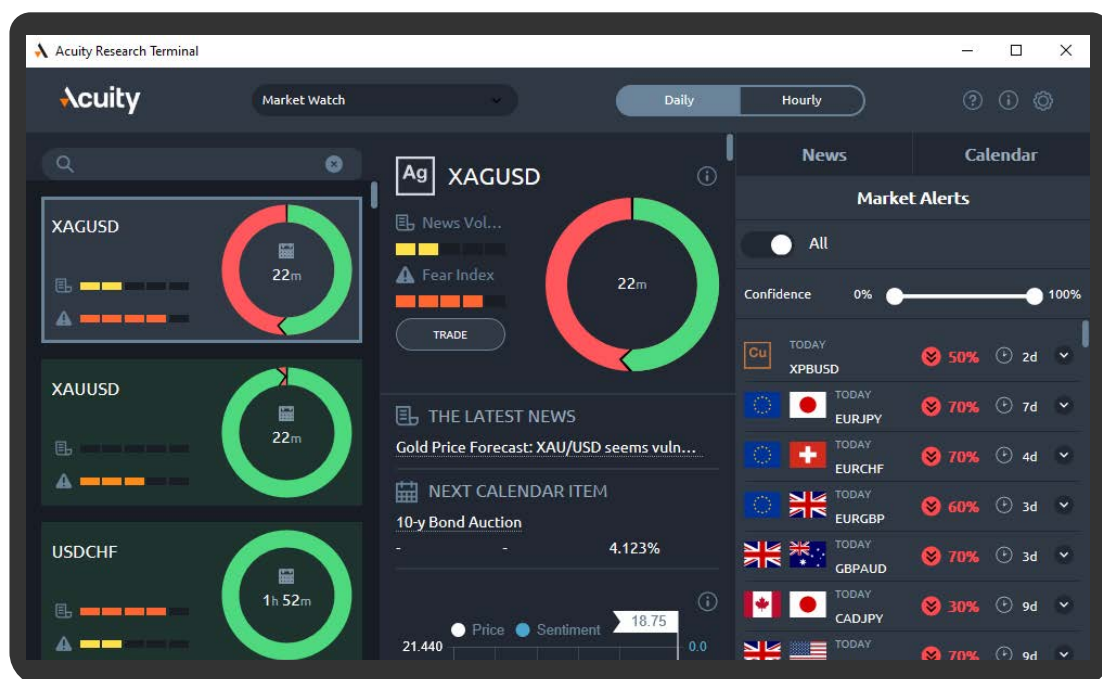 Acuity Research Terminal
Acuity
Market Watch
Daily
Hourly
XAGUSD
22m
XAUUSD
22m
USDCHF
1h 52m
Ag
XAGUSD
News Vol...
Fear Index
22m
TRADE
THE LATEST NEWS
Gold Price Forecast: XAU/USD seems vuln...
NEXT CALENDAR ITEM
10-y Bond Auction
- - 4.123%
Price Sentiment
18.75
21.440
0.0
News
Calendar
Market Alerts
All
Confidence 0% 100%
Cu
TODAY
XPBUSD 50% 2d
TODAY
EURJPY 70% 7d
TODAY
EURCHF 70% 4d
TODAY
EURGBP 60% 3d
TODAY
GBPAUD 70% 3d
TODAY
CADJPY 30% 9d
TODAY
70% 9d